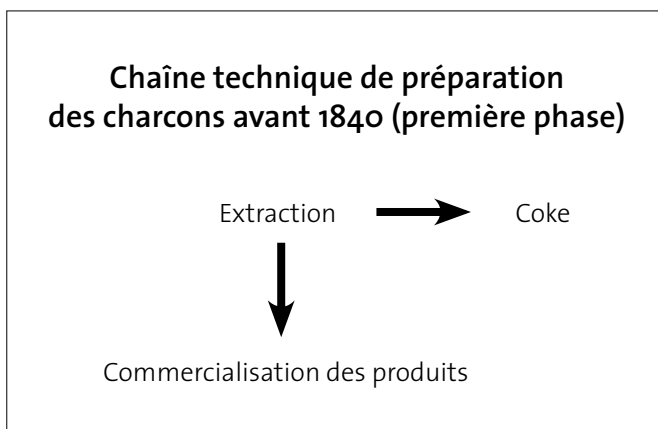 Chaîne technique de préparation
des charcons avant 1840 (première phase)
Extraction
Coke
Commercialisation des produits